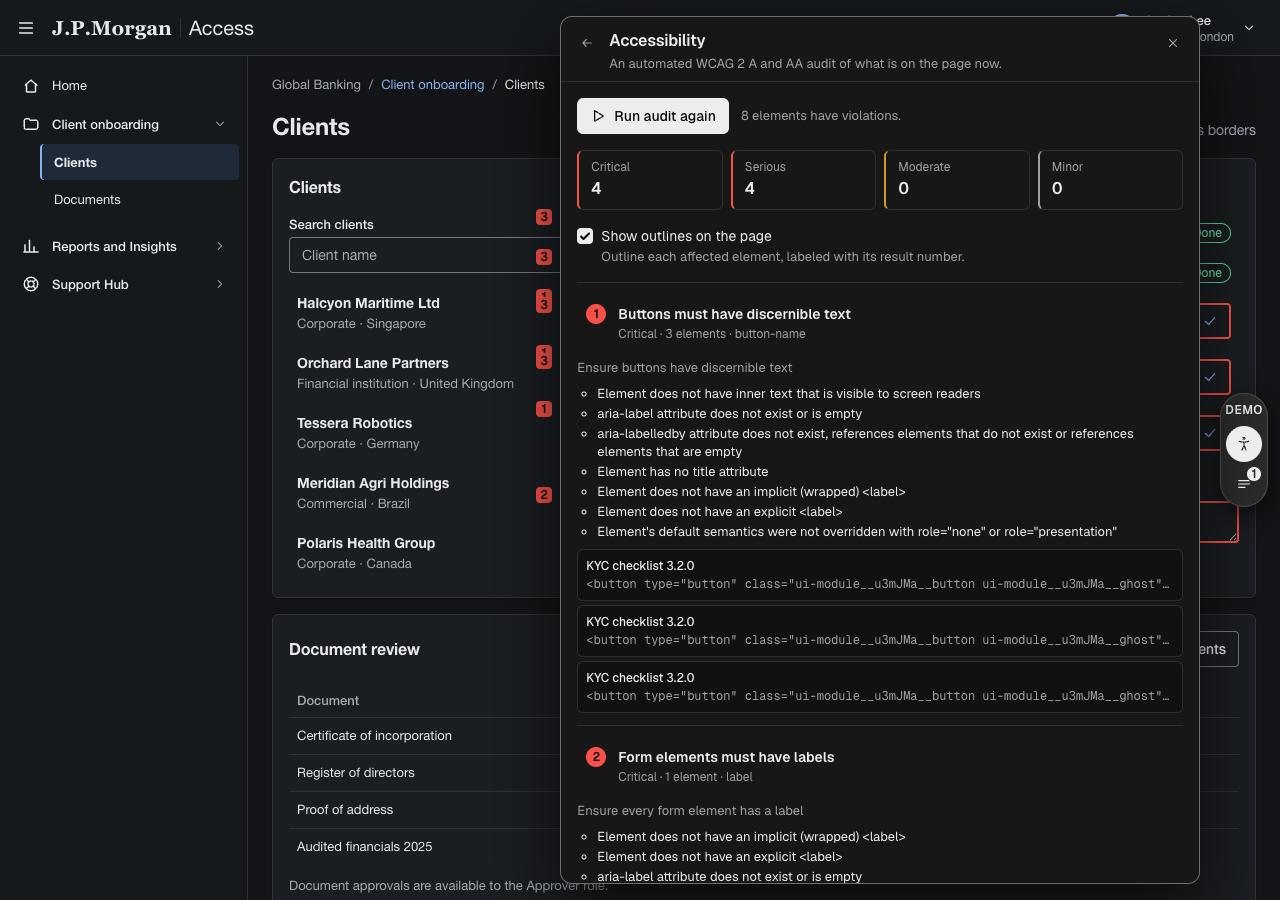 J.P.Morgan Access
Home
Client onboarding
Clients
Documents
Reports and Insights
Support Hub
Global Banking / Client onboarding / Clients
Clients
borders
Clients
Search clients
Client name
Halcyon Maritime Ltd
Corporate · Singapore
Orchard Lane Partners
Financial institution · United Kingdom
Tessera Robotics
Corporate · Germany
Meridian Agri Holdings
Commercial · Brazil
Polaris Health Group
Corporate · Canada
3
3
3
3
1
2
Document review
Document
Certificate of incorporation
Register of directors
Proof of address
Audited financials 2025
Document approvals are available to the Approver role.
Accessibility
An automated WCAG 2 A and AA audit of what is on the page now.
Run audit again
8 elements have violations.
Critical
4
Serious
4
Moderate
0
Minor
0
Show outlines on the page
Outline each affected element, labeled with its result number.
1
Buttons must have discernible text
Critical · 3 elements · button-name
Ensure buttons have discernible text
Element does not have inner text that is visible to screen readers
aria-label attribute does not exist or is empty
aria-labelledby attribute does not exist, references elements that do not exist or references
elements that are empty
Element has no title attribute
Element does not have an implicit (wrapped) <label>
Element does not have an explicit <label>
Element's default semantics were not overridden with role="none" or role="presentation"
KYC checklist 3.2.0
<button type="button" class="ui-module__u3mJMa__button ui-module__u3mJMa__ghost"…
KYC checklist 3.2.0
<button type="button" class="ui-module__u3mJMa__button ui-module__u3mJMa__ghost"…
KYC checklist 3.2.0
<button type="button" class="ui-module__u3mJMa__button ui-module__u3mJMa__ghost"…
2
Form elements must have labels
Critical · 1 element · label
Ensure every form element has a label
Element does not have an implicit (wrapped) <label>
Element does not have an explicit <label>
aria-label attribute does not exist or is empty
DEMO
1